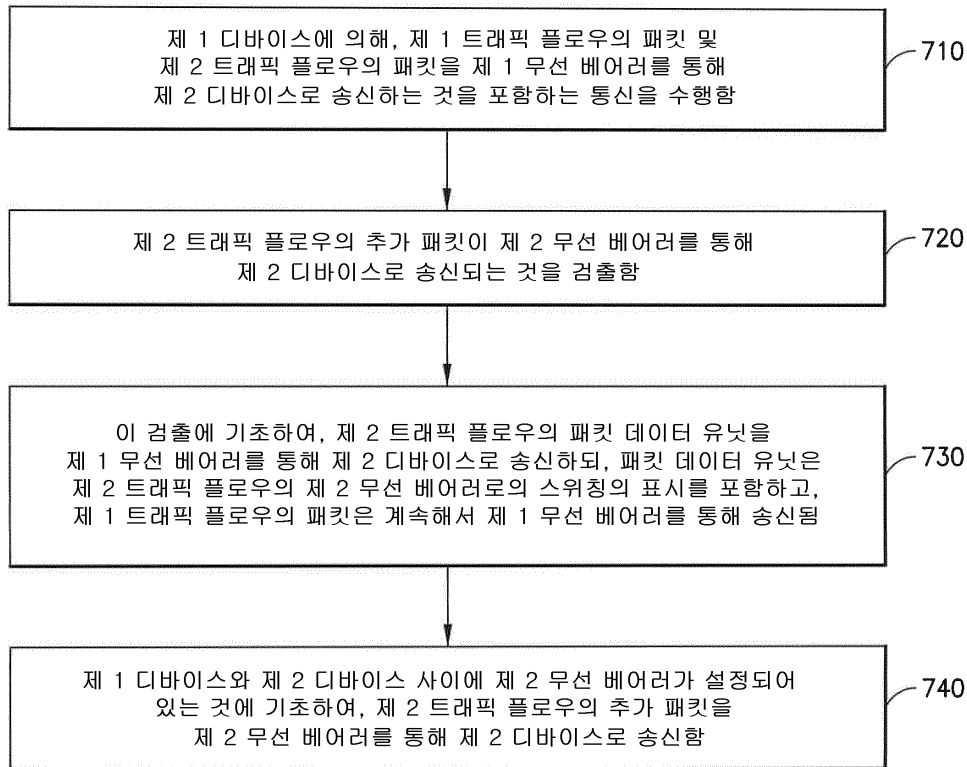 제 1 디바이스에 의해, 제 1 트래픽 플로우의 패킷 및
제 2 트래픽 플로우의 패킷을 제 1 무선 베어러를 통해
제 2 디바이스로 송신하는 것을 포함하는 통신을 수행함
710
제 2 트래픽 플로우의 추가 패킷이 제 2 무선 베어러를 통해
제 2 디바이스로 송신되는 것을 검출함
720
이 검출에 기초하여, 제 2 트래픽 플로우의 패킷 데이터 유닛을
제 1 무선 베어러를 통해 제 2 디바이스로 송신하되, 패킷 데이터 유닛은
제 2 트래픽 플로우의 제 2 무선 베어러로의 스위칭의 표시를 포함하고,
제 1 트래픽 플로우의 패킷은 계속해서 제 1 무선 베어러를 통해 송신됨
730
제 1 디바이스와 제 2 디바이스 사이에 제 2 무선 베어러가 설정되어
있는 것에 기초하여, 제 2 트래픽 플로우의 추가 패킷을
제 2 무선 베어러를 통해 제 2 디바이스로 송신함
740